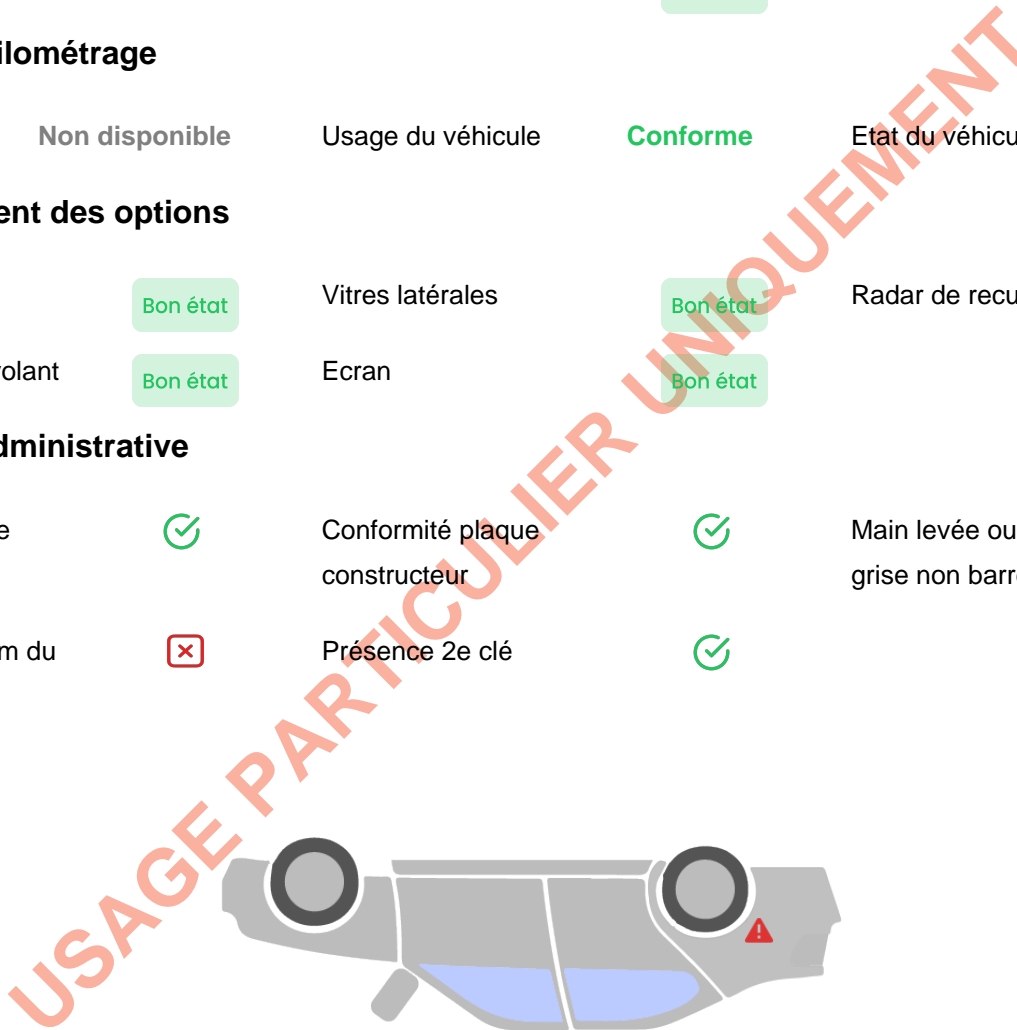 ilométrage
Non disponible Usage du véhicule Conforme Etat du véhicu
ent des options
Bon état Vitres latérales Bon état Radar de recu
olant Bon état Ecran Bon état
dministrative
e Conformité plaque Main levée ou
constructeur grise non barr
m du Présence 2e clé
USAGE PARTICULIER UNIQUEMENT